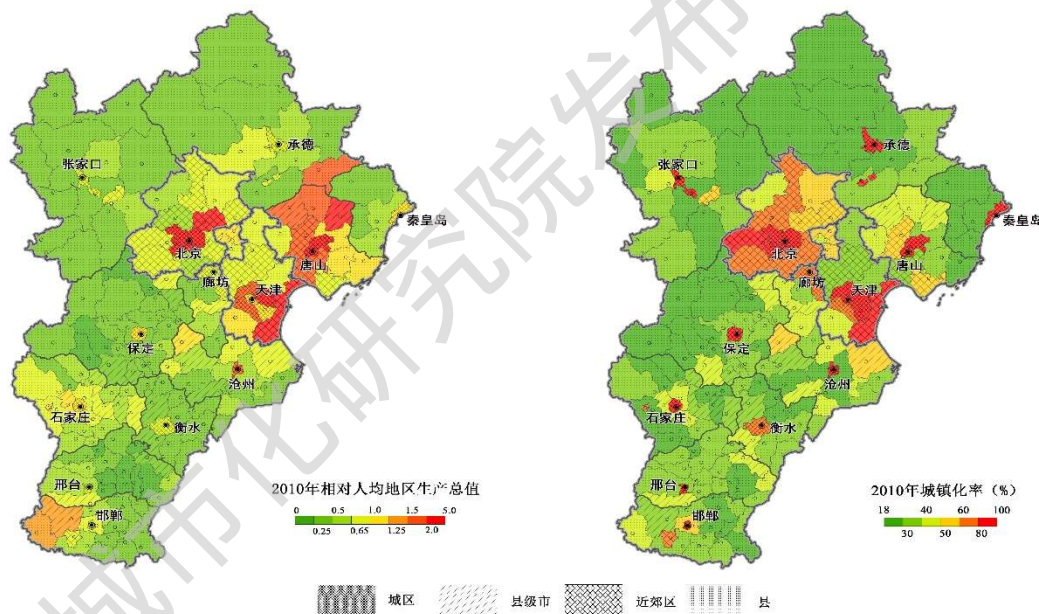 承德
张家口
秦皇岛
北京
唐山
廊坊
天津
保定
沧州
石家庄
衡水
邢台
邯郸
2010年相对人均地区生产总值
0 0.5 1.0 1.5 5.0
0.25 0.65 1.25 2.0
承德
张家口
秦皇岛
北京
唐山
廊坊
天津
保定
沧州
石家庄
衡水
邢台
邯郸
2010年城镇化率（%）
18 40 60 100
30 50 80
城区 县级市 近郊区 县
城市化研究院发布